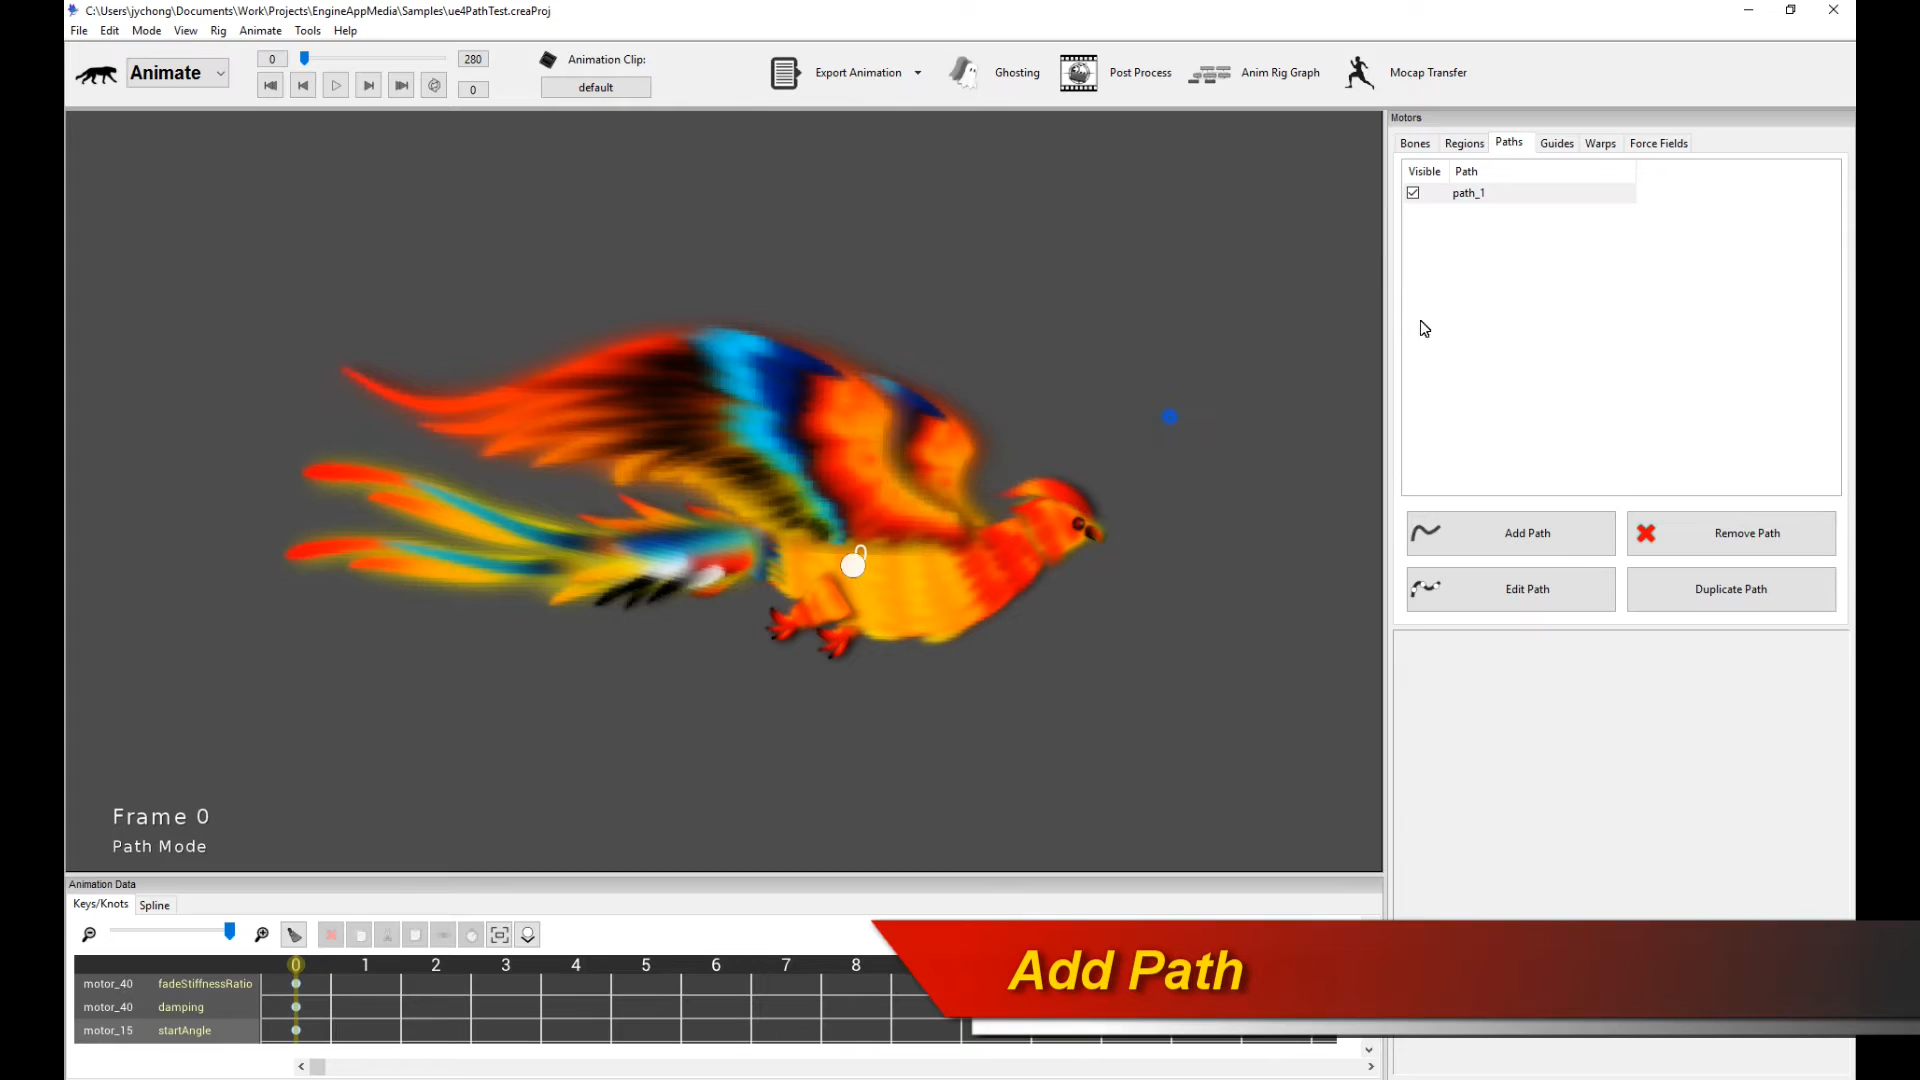 C:\Users\jychong\Documents\Work\Projects\EngineAppMedia\Samples\ue4PathTest.creaProj
File Edit Mode View Rig Animate Tools Help
Animate
0 280
0
Animation Clip:
default
Export Animation Ghosting Post Process Anim Rig Graph Mocap Transfer
Motors
Bones Regions Paths Guides Warps Force Fields
Visible Path
path_1
Add Path Remove Path
Edit Path Duplicate Path
Frame 0
Path Mode
Animation Data
Keys/Knots Spline
0 1 2 3 4 5 6 7 8
motor_40 fadeStiffnessRatio
motor_40 damping
motor_15 startAngle
Add Path